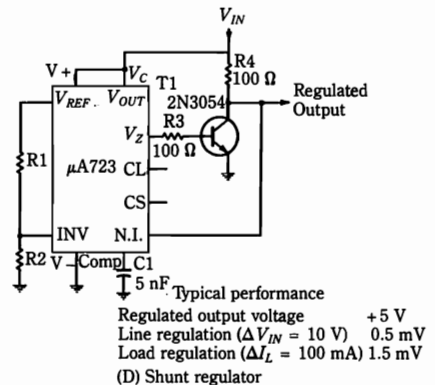 V_IN
V+
V_C
T1
R4
100 Ω
2N3054
Regulated
Output
V_REF.
V_OUT
V_Z
R3
100 Ω
R1
μA723
CL
CS
INV
N.I.
R2
V−
Comp
C1
5 nF
Typical performance
Regulated output voltage +5 V
Line regulation (ΔV_IN = 10 V) 0.5 mV
Load regulation (ΔI_L = 100 mA) 1.5 mV
(D) Shunt regulator